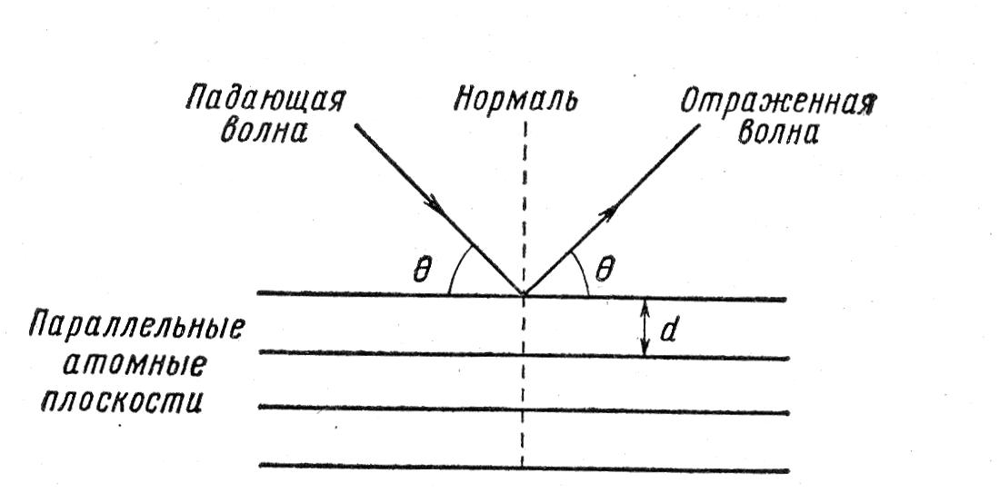 Падающая
волна
Нормаль
Отраженная
волна
θ
θ
d
Параллельные
атомные
плоскости